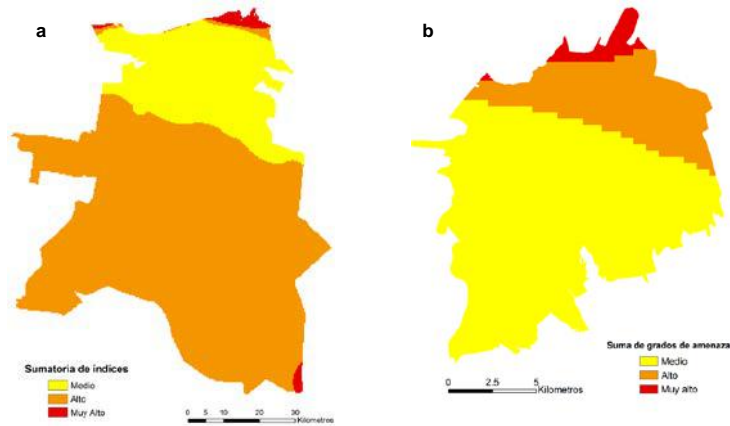 a
b
Sumatoria de índices
Medio
Alto
Muy Alto
0 5 10 20 30
Kilometros
Suma de grados de amenaza
Medio
Alto
Muy alto
0 2.5 5
Kilometros